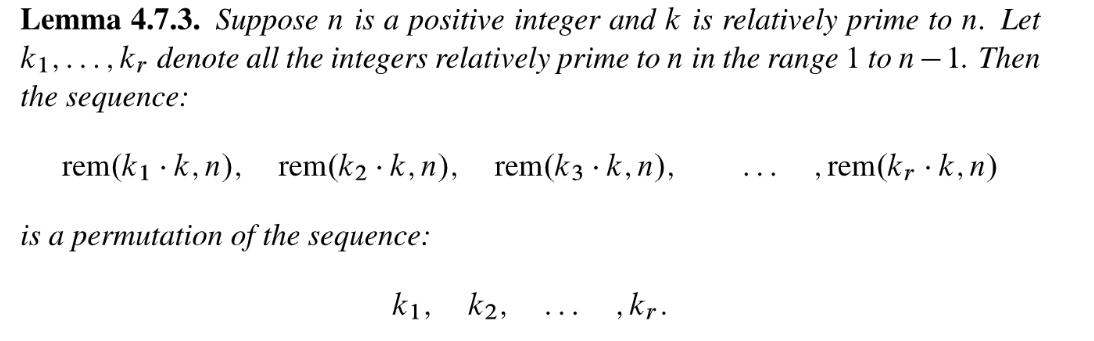 Lemma 4.7.3. Suppose n is a positive integer and k is relatively prime to n. Let
k₁, ..., kᵣ denote all the integers relatively prime to n in the range 1 to n − 1. Then
the sequence:
rem(k₁ · k, n), rem(k₂ · k, n), rem(k₃ · k, n), ... , rem(kᵣ · k, n)
is a permutation of the sequence:
k₁, k₂, ... , kᵣ.